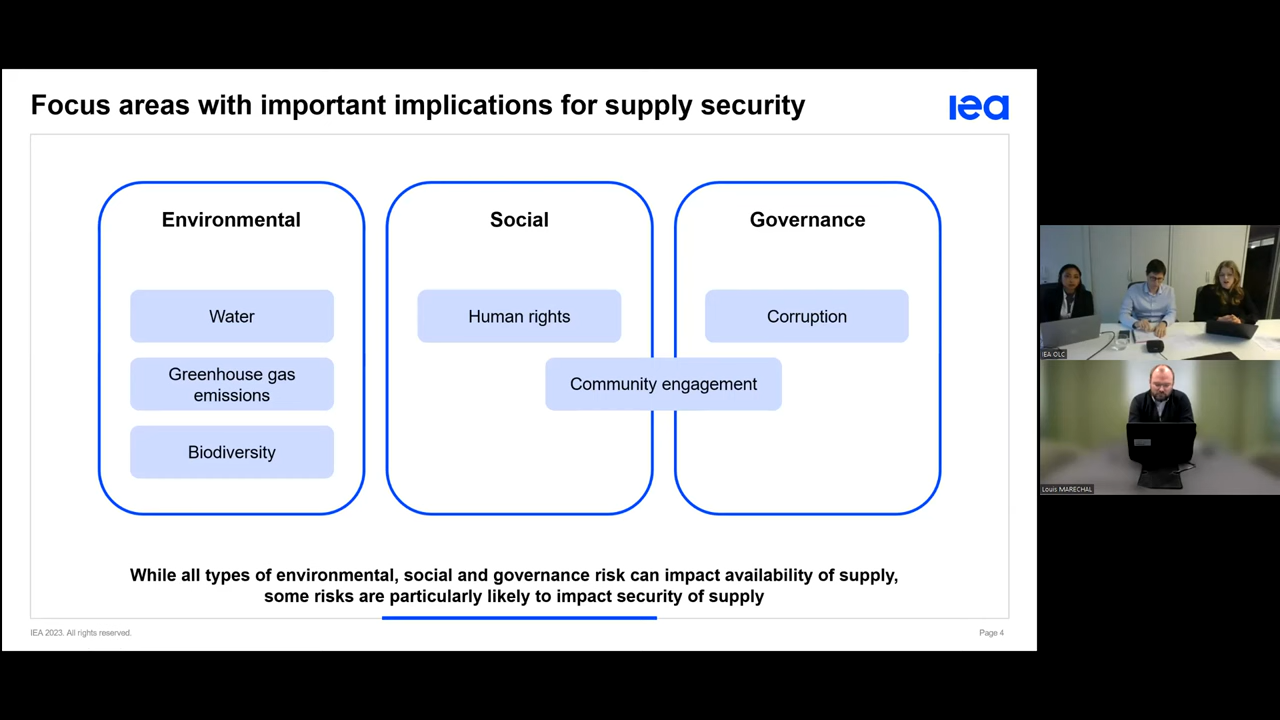 Focus areas with important implications for supply security
iea
Environmental
Social
Governance
Water
Human rights
Corruption
Greenhouse gas
emissions
Community engagement
Biodiversity
While all types of environmental, social and governance risk can impact availability of supply,
some risks are particularly likely to impact security of supply
IEA 2023. All rights reserved.
Page 4
IEA OLC
Louis MARECHAL